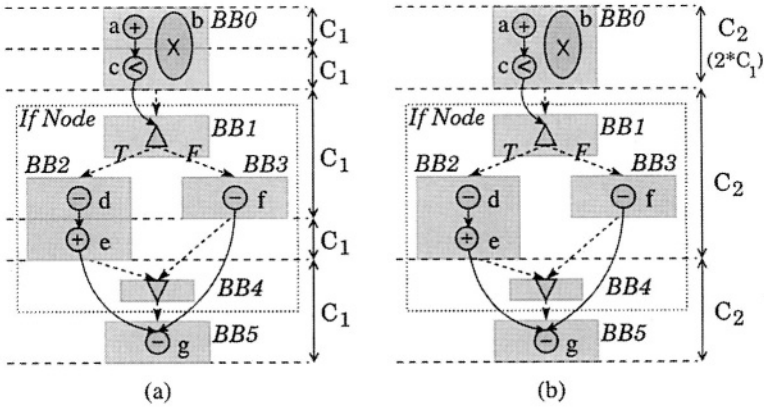 a + b BB0 C1
× 
c < C1
If Node BB1
T F C1
BB2 BB3
− d − f
+ e C1
BB4 C1
BB5
− g
(a)
a + b BB0 C2
× (2*C1)
c <
If Node BB1
T F
BB2 BB3 C2
− d − f
+ e
BB4 C2
BB5
− g
(b)